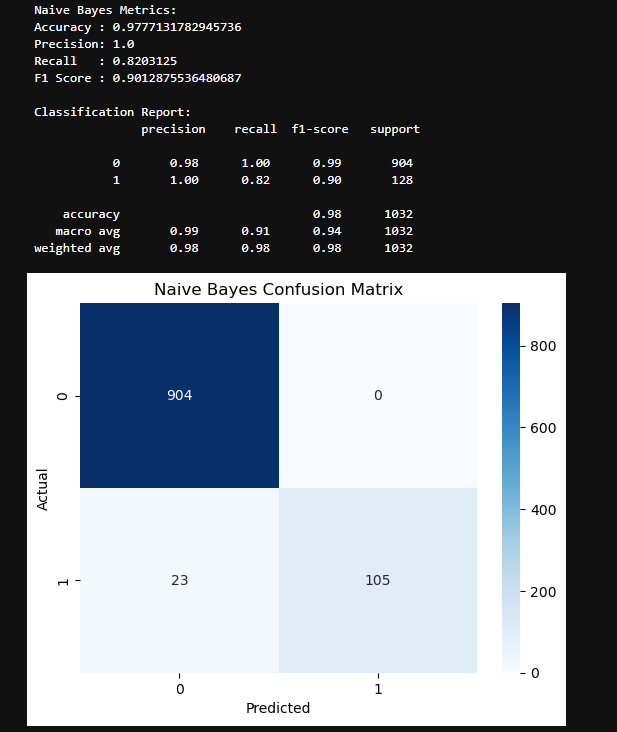 Naive Bayes Metrics:
Accuracy : 0.9777131782945736
Precision: 1.0
Recall   : 0.8203125
F1 Score : 0.9012875536480687
Classification Report:
precision    recall  f1-score   support
0       0.98      1.00      0.99       904
1       1.00      0.82      0.90       128
accuracy                           0.98      1032
macro avg       0.99      0.91      0.94      1032
weighted avg       0.98      0.98      0.98      1032
Naive Bayes Confusion Matrix
800
0
904 0
600
Actual
400
1
23 105
200
0
0 1
Predicted